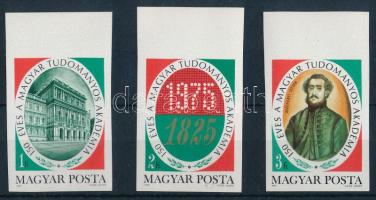 150 ÉVES A MAGYAR TUDOMÁNYOS AKADÉMIA
1
MAGYAR POSTA
150 ÉVES A MAGYAR TUDOMÁNYOS AKADÉMIA
1975
1825
2
MAGYAR POSTA
150 ÉVES A MAGYAR TUDOMÁNYOS AKADÉMIA
3
MAGYAR POSTA